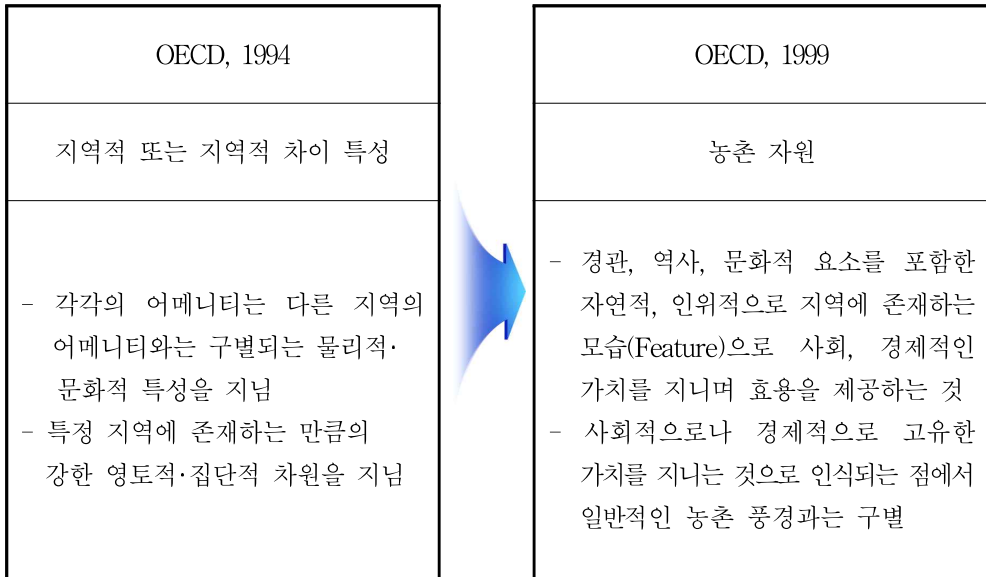 OECD, 1994
지역적 또는 지역적 차이 특성
- 각각의 어메니티는 다른 지역의
어메니티와는 구별되는 물리적·
문화적 특성을 지님
- 특정 지역에 존재하는 만큼의
강한 영토적·집단적 차원을 지님
OECD, 1999
농촌 자원
- 경관, 역사, 문화적 요소를 포함한
자연적, 인위적으로 지역에 존재하는
모습(Feature)으로 사회, 경제적인
가치를 지니며 효용을 제공하는 것
- 사회적으로나 경제적으로 고유한
가치를 지니는 것으로 인식되는 점에서
일반적인 농촌 풍경과는 구별